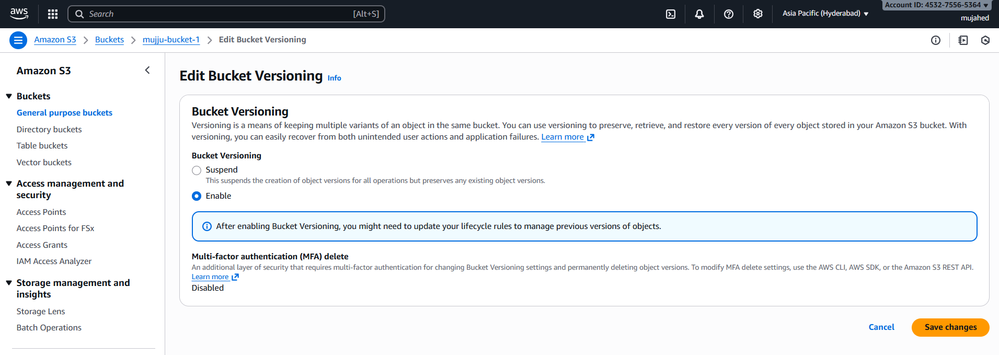 aws
Search
[Alt+S]
Asia Pacific (Hyderabad)
Account ID: 4532-7556-5364
mujahed
Amazon S3
Buckets
mujju-bucket-1
Edit Bucket Versioning
Amazon S3
Buckets
General purpose buckets
Directory buckets
Table buckets
Vector buckets
Access management and
security
Access Points
Access Points for FSx
Access Grants
IAM Access Analyzer
Storage management and
insights
Storage Lens
Batch Operations
Edit Bucket Versioning Info
Bucket Versioning
Versioning is a means of keeping multiple variants of an object in the same bucket. You can use versioning to preserve, retrieve, and restore every version of every object stored in your Amazon S3 bucket. With
versioning, you can easily recover from both unintended user actions and application failures. Learn more
Bucket Versioning
Suspend
This suspends the creation of object versions for all operations but preserves any existing object versions.
Enable
After enabling Bucket Versioning, you might need to update your lifecycle rules to manage previous versions of objects.
Multi-factor authentication (MFA) delete
An additional layer of security that requires multi-factor authentication for changing Bucket Versioning settings and permanently deleting object versions. To modify MFA delete settings, use the AWS CLI, AWS SDK, or the Amazon S3 REST API.
Learn more
Disabled
Cancel
Save changes